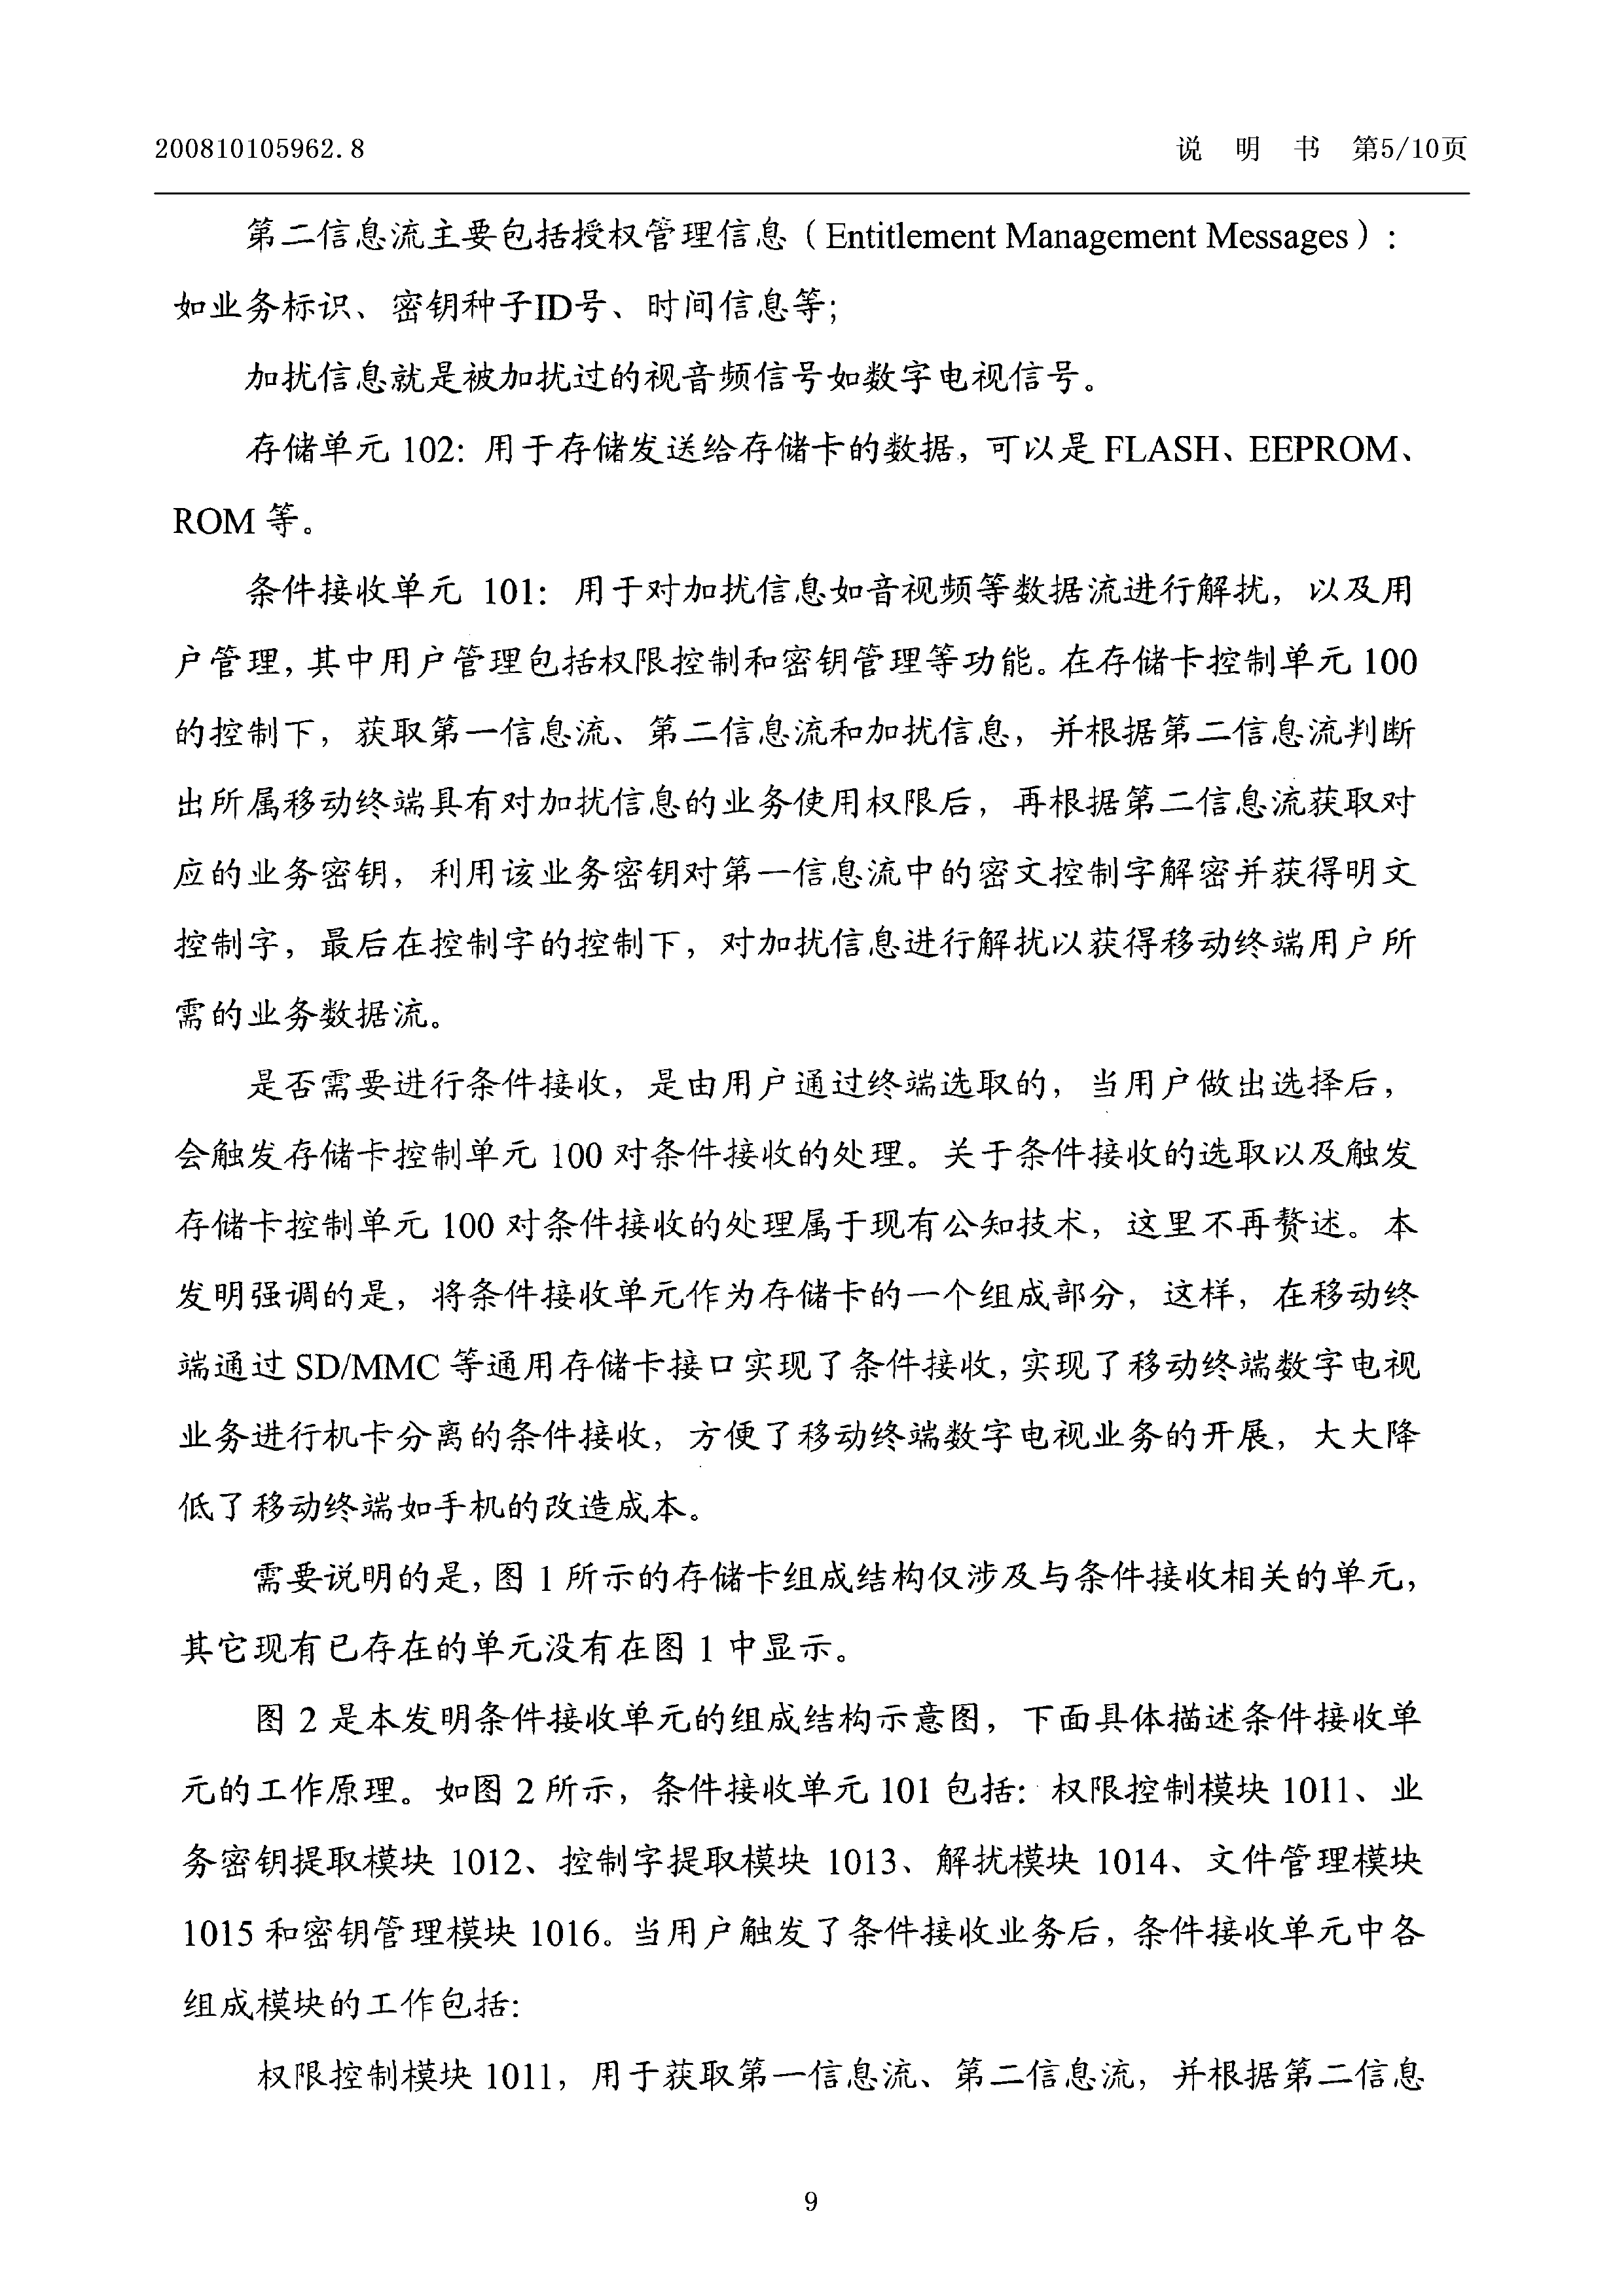 200810105962.8 说 明 书 第5/10页
第二信息流主要包括授权管理信息（Entitlement Management Messages）：
如业务标识、密钥种子ID号、时间信息等；
加扰信息就是被加扰过的视音频信号如数字电视信号。
存储单元 102：用于存储发送给存储卡的数据，可以是 FLASH、EEPROM、
ROM 等。
条件接收单元 101：用于对加扰信息如音视频等数据流进行解扰，以及用
户管理，其中用户管理包括权限控制和密钥管理等功能。在存储卡控制单元 100
的控制下，获取第一信息流、第二信息流和加扰信息，并根据第二信息流判断
出所属移动终端具有对加扰信息的业务使用权限后，再根据第二信息流获取对
应的业务密钥，利用该业务密钥对第一信息流中的密文控制字解密并获得明文
控制字，最后在控制字的控制下，对加扰信息进行解扰以获得移动终端用户所
需的业务数据流。
是否需要进行条件接收，是由用户通过终端选取的，当用户做出选择后，
会触发存储卡控制单元 100 对条件接收的处理。关于条件接收的选取以及触发
存储卡控制单元 100 对条件接收的处理属于现有公知技术，这里不再赘述。本
发明强调的是，将条件接收单元作为存储卡的一个组成部分，这样，在移动终
端通过 SD/MMC 等通用存储卡接口实现了条件接收，实现了移动终端数字电视
业务进行机卡分离的条件接收，方便了移动终端数字电视业务的开展，大大降
低了移动终端如手机的改造成本。
需要说明的是，图 1 所示的存储卡组成结构仅涉及与条件接收相关的单元，
其它现有已存在的单元没有在图 1 中显示。
图 2 是本发明条件接收单元的组成结构示意图，下面具体描述条件接收单
元的工作原理。如图 2 所示，条件接收单元 101 包括：权限控制模块 1011、业
务密钥提取模块 1012、控制字提取模块 1013、解扰模块 1014、文件管理模块
1015 和密钥管理模块 1016。当用户触发了条件接收业务后，条件接收单元中各
组成模块的工作包括：
权限控制模块 1011，用于获取第一信息流、第二信息流，并根据第二信息
9